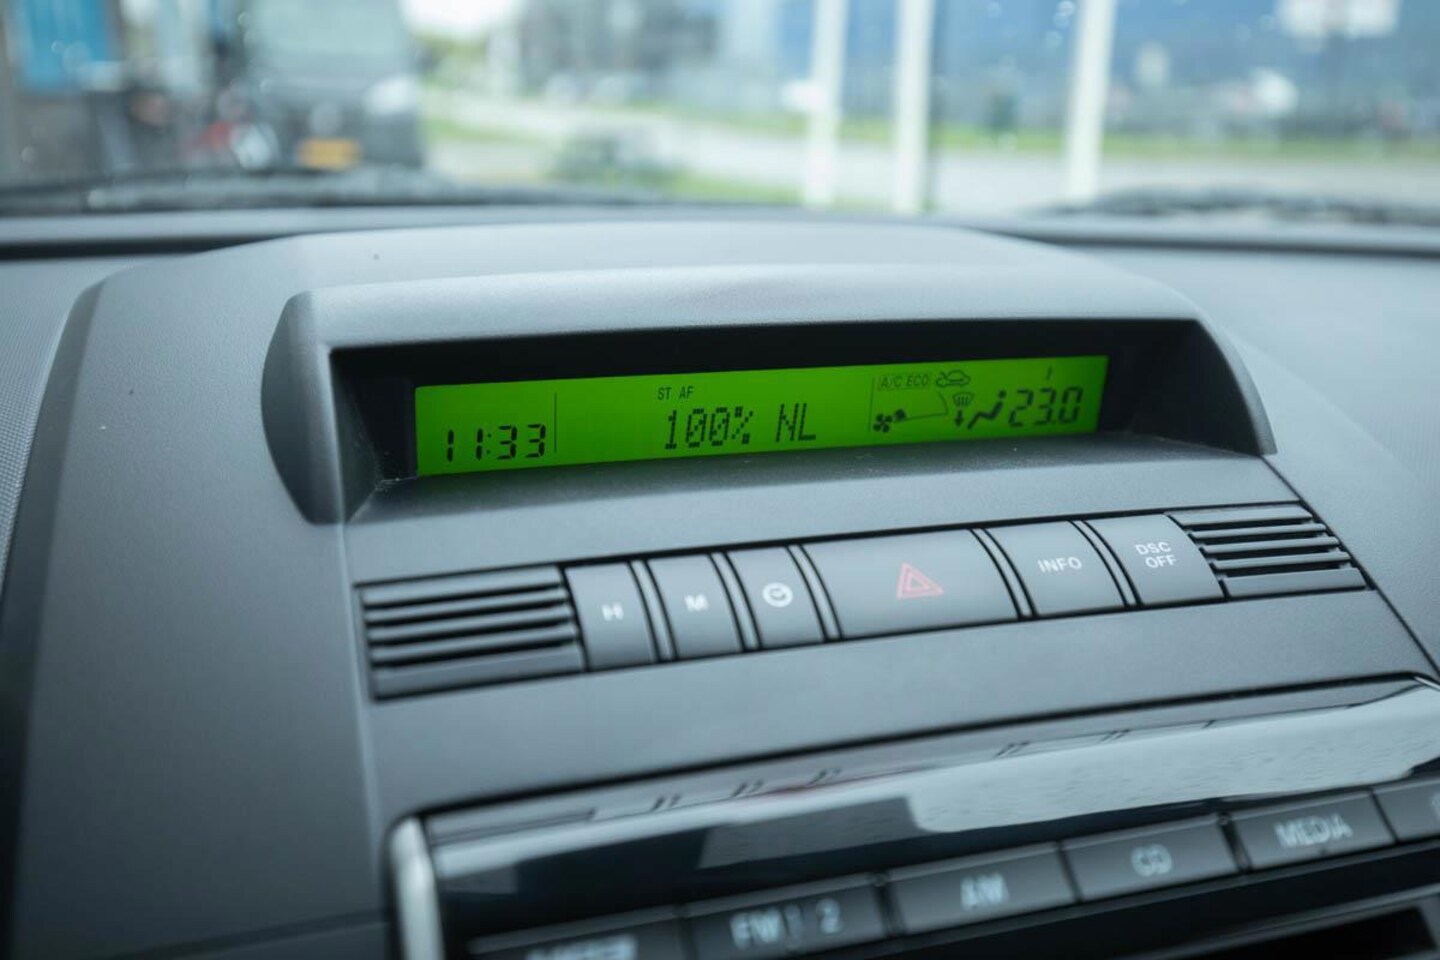 ST AF
A/C ECO
11:33
100% NL
23.0
H
M
INFO
DSC
OFF
FM 1 2
AM
CD
MEDIA